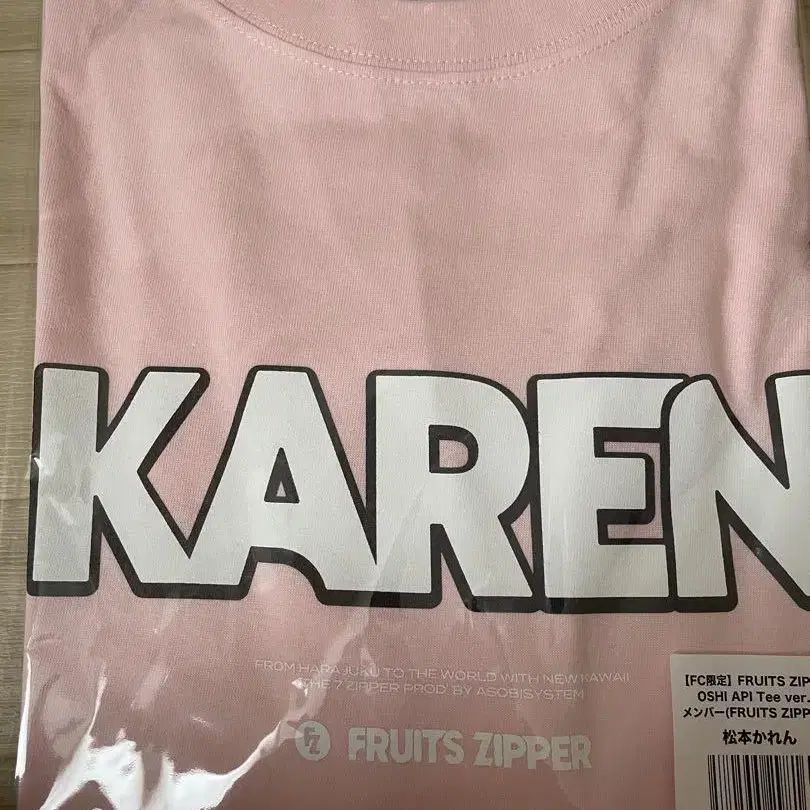 KAREN
FROM HARAJUKU TO THE WORLD WITH NEW KAWAII
THE 7 ZIPPER PROD' BY ASOBISYSTEM
FZ FRUITS ZIPPER
【FC限定】FRUITS ZIP
OSHI API Tee ver.
メンバー(FRUITS ZIPP
松本かれん